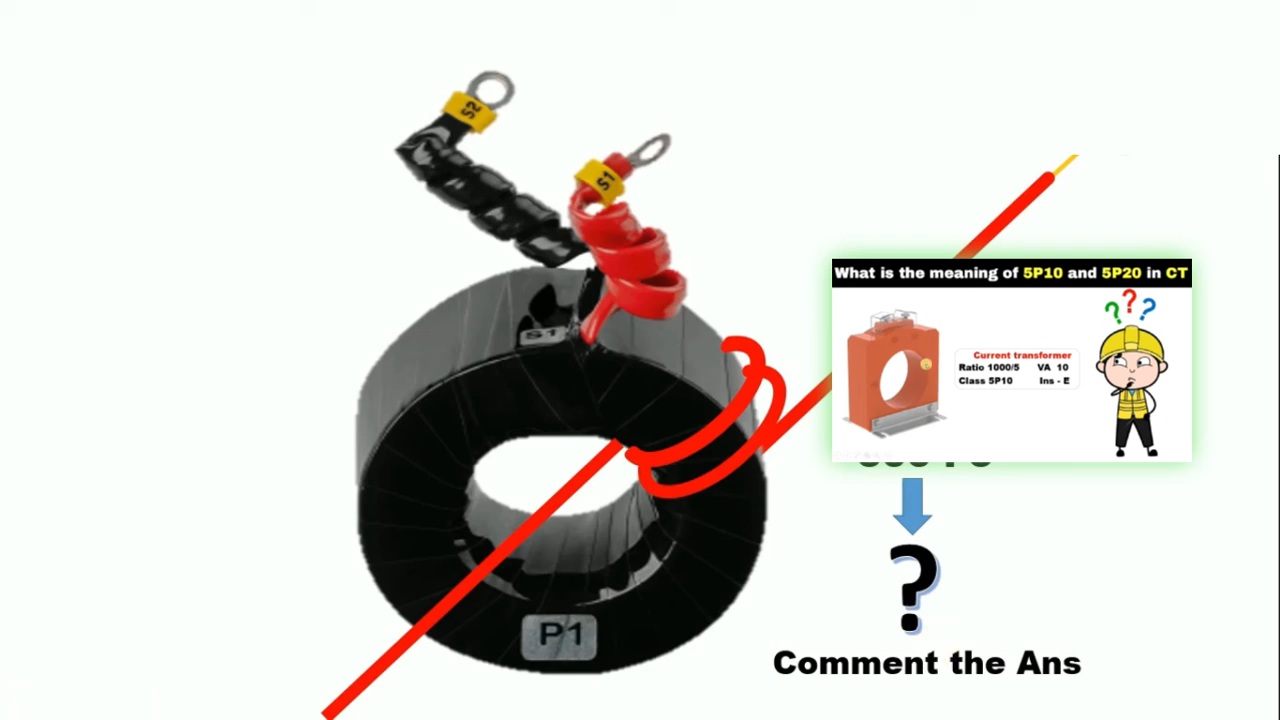 S2
S1
What is the meaning of 5P10 and 5P20 in CT
???
Current transformer
Ratio 1000/5 VA 10
Class 5P10 Ins - E
S1
?
P1
Comment the Ans